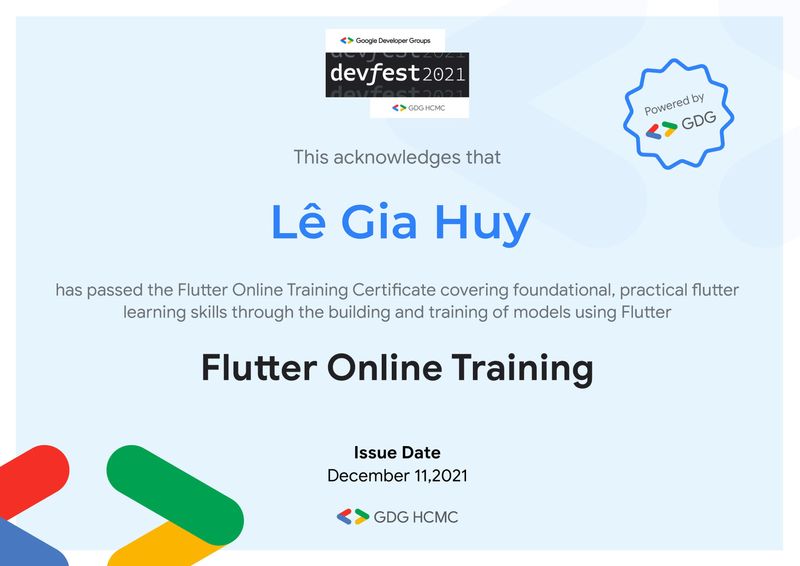 Google Developer Groups
devfest 2021
GDG HCMC
Powered by
GDG
This acknowledges that
Lê Gia Huy
has passed the Flutter Online Training Certificate covering foundational, practical flutter
learning skills through the building and training of models using Flutter
Flutter Online Training
Issue Date
December 11,2021
GDG HCMC